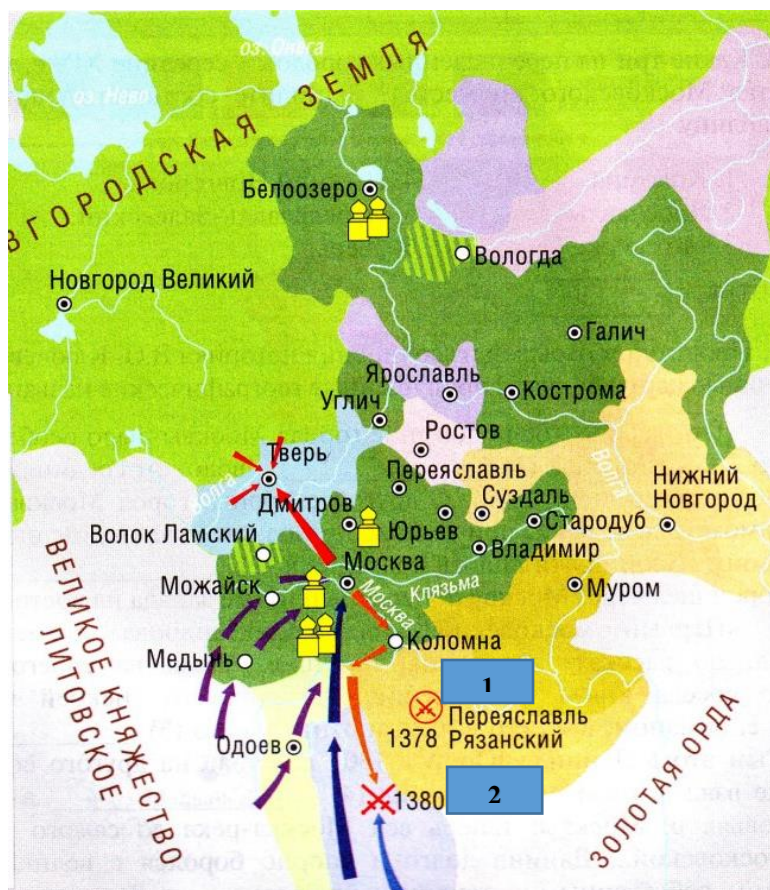 оз. Онега
оз. Нево
ВГОРОДСКАЯ ЗЕМЛЯ
Белоозеро
Вологда
Новгород Великий
Галич
Ярославль
Кострома
Углич
Ростов
Тверь
Волга
Волга
Переяславль
Нижний
Новгород
Дмитров
Суздаль
Юрьев
Стародуб
Волок Ламский
Владимир
Москва
Клязьма
Можайск
Москва
Муром
Коломна
Медынь
ВЕЛИКОЕ КНЯЖЕСТВО
ЛИТОВСКОЕ
1
Переяславль
1378 Рязанский
Одоев
1380
2
ЗОЛОТАЯ ОРДА